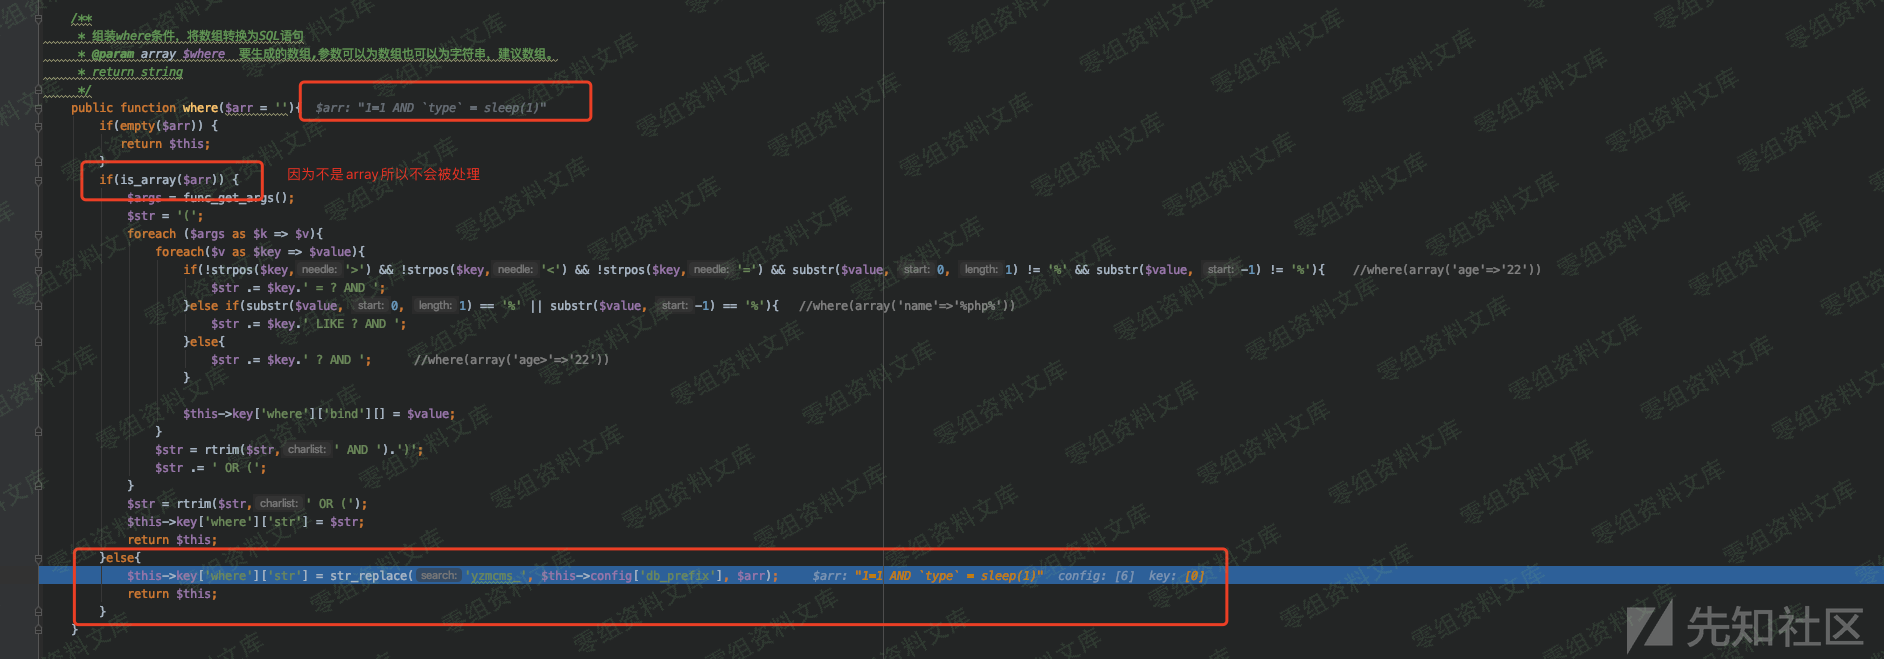 /**
* 组装where条件，将数组转换为SQL语句
* @param array $where  要生成的数组,参数可以为数组也可以为字符串，建议数组。
* return string
*/
public function where($arr = ''){  $arr: "1=1 AND `type` = sleep(1)"
if(empty($arr)) {
return $this;
}
if(is_array($arr)) {  因为不是array所以不会被处理
$args = func_get_args();
$str = '(';
foreach ($args as $k => $v){
foreach($v as $key => $value){
if(!strpos($key, needle: '>') && !strpos($key, needle: '<') && !strpos($key, needle: '=') && substr($value, start: 0, length: 1) != '%' && substr($value, start: -1) != '%'){    //where(array('age'=>'22'))
$str .= $key.' = ? AND ';
}else if(substr($value, start: 0, length: 1) == '%' || substr($value, start: -1) == '%'){   //where(array('name'=>'%php%'))
$str .= $key.' LIKE ? AND ';
}else{
$str .= $key.' ? AND ';      //where(array('age>'=>'22'))
}
$this->key['where']['bind'][] = $value;
}
$str = rtrim($str, charlist: ' AND ').')';
$str .= ' OR (';
}
$str = rtrim($str, charlist: ' OR (');
$this->key['where']['str'] = $str;
return $this;
}else{
$this->key['where']['str'] = str_replace( search: 'yzmcms_', $this->config['db_prefix'], $arr);    $arr: "1=1 AND `type` = sleep(1)"  config: [6]  key: [0]
return $this;
}
}
零组资料文库
先知社区